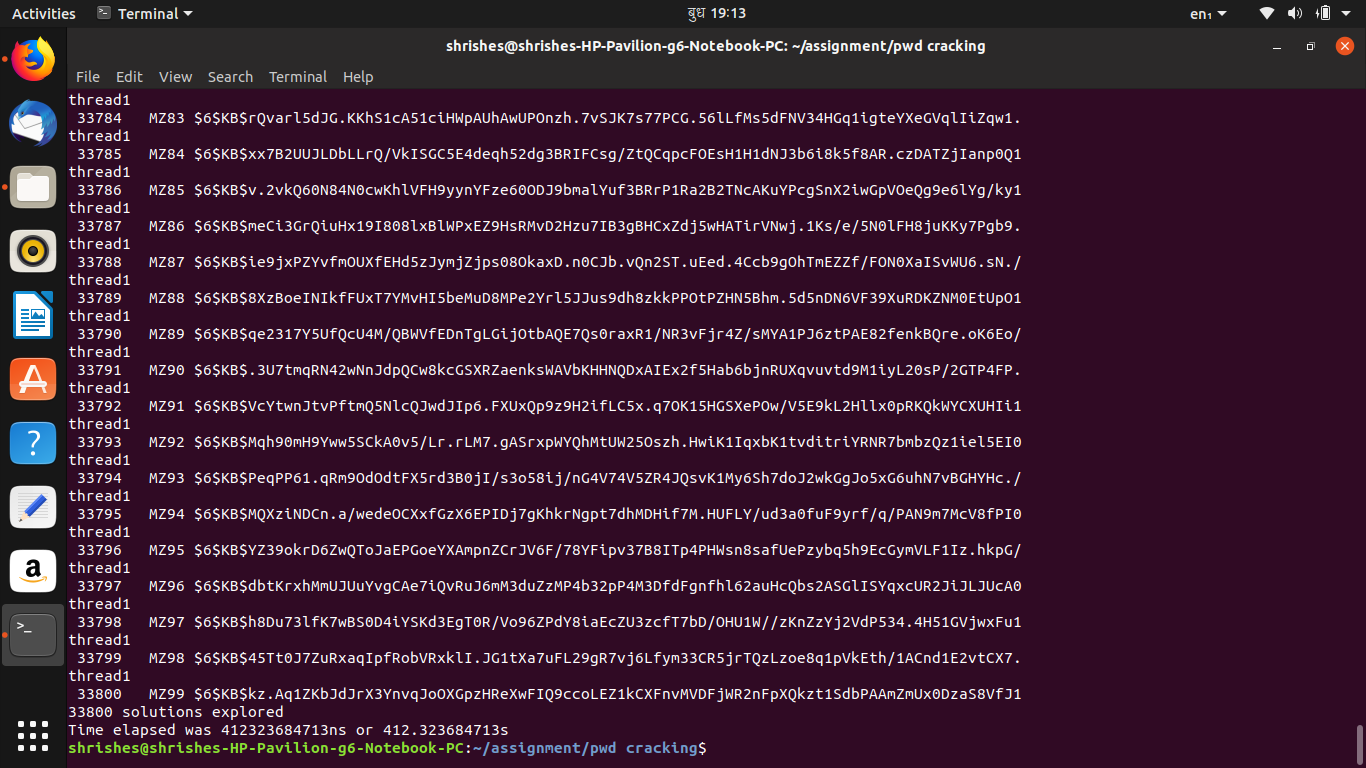 Activities Terminal बुध 19:13 en₁
shrishes@shrishes-HP-Pavilion-g6-Notebook-PC: ~/assignment/pwd cracking
File Edit View Search Terminal Help
thread1
33784 MZ83 $6$KB$rQvarl5dJG.KKhS1cA51ciHWpAUhAwUPOnzh.7vSJK7s77PCG.56lLfMs5dFNV34HGq1igteYXeGVqlIiZqw1.
thread1
33785 MZ84 $6$KB$xx7B2UUJLDbLLrQ/VkISGC5E4deqh52dg3BRIFCsg/ZtQCqpcFOEsH1H1dNJ3b6i8k5f8AR.czDATZjIanp0Q1
thread1
33786 MZ85 $6$KB$v.2vkQ60N84N0cwKhlVFH9yynYFze60ODJ9bmalYuf3BRrP1Ra2B2TNcAKuYPcgSnX2iwGpVOeQg9e6lYg/ky1
thread1
33787 MZ86 $6$KB$meCi3GrQiuHx19I808lxBlWPxEZ9HsRMvD2Hzu7IB3gBHCxZdj5wHATirVNwj.1Ks/e/5N0lFH8juKKy7Pgb9.
thread1
33788 MZ87 $6$KB$ie9jxPZYvfmOUXfEHd5zJymjZjps08OkaxD.n0CJb.vQn2ST.uEed.4Ccb9gOhTmEZZf/FON0XaISvWU6.sN./
thread1
33789 MZ88 $6$KB$8XzBoeINIkfFUxT7YMvHI5beMuD8MPe2Yrl5JJus9dh8zkkPPOtPZHN5Bhm.5d5nDN6VF39XuRDKZNM0EtUpO1
thread1
33790 MZ89 $6$KB$qe2317Y5UfQcU4M/QBWVfEDnTgLGijOtbAQE7Qs0raxR1/NR3vFjr4Z/sMYA1PJ6ztPAE82fenkBQre.oK6Eo/
thread1
33791 MZ90 $6$KB$.3U7tmqRN42wNnJdpQCw8kcGSXRZaenksWAVbKHHNQDxAIEx2f5Hab6bjnRUXqvuvtd9M1iyL20sP/2GTP4FP.
thread1
33792 MZ91 $6$KB$VcYtwnJtvPftmQ5NlcQJwdJIp6.FXUxQp9z9H2ifLC5x.q7OK15HGSXePOw/V5E9kL2Hllx0pRKQkWYCXUHIi1
thread1
33793 MZ92 $6$KB$Mqh90mH9Yww5SCkA0v5/Lr.rLM7.gASrxpWYQhMtUW25Oszh.HwiK1IqxbK1tvditriYRNR7bmbzQz1iel5EI0
thread1
33794 MZ93 $6$KB$PeqPP61.qRm9OdOdtFX5rd3B0jI/s3o58ij/nG4V74V5ZR4JQsvK1My6Sh7doJ2wkGgJo5xG6uhN7vBGHYHc./
thread1
33795 MZ94 $6$KB$MQXziNDCn.a/wedeOCXxfGzX6EPIDj7gKhkrNgpt7dhMDHif7M.HUFLY/ud3a0fuF9yrf/q/PAN9m7McV8fPI0
thread1
33796 MZ95 $6$KB$YZ39okrD6ZwQToJaEPGoeYXAmpnZCrJV6F/78YFipv37B8ITp4PHWsn8safUePzybq5h9EcGymVLF1Iz.hkpG/
thread1
33797 MZ96 $6$KB$dbtKrxhMmUJUuYvgCAe7iQvRuJ6mM3duZzMP4b32pP4M3DfdFgnfhl62auHcQbs2ASGlISYqxcUR2JiJLJUcA0
thread1
33798 MZ97 $6$KB$h8Du73lfK7wBS0D4iYSKd3EgT0R/Vo96ZPdY8iaEcZU3zcfT7bD/OHU1W//zKnZzYj2VdP534.4H51GVjwxFu1
thread1
33799 MZ98 $6$KB$45Tt0J7ZuRxaqIpfRobVRxklI.JG1tXa7uFL29gR7vj6Lfym33CR5jrTQzLzoe8q1pVkEth/1ACnd1E2vtCX7.
thread1
33800 MZ99 $6$KB$kz.Aq1ZKbJdJrX3YnvqJoOXGpzHReXwFIQ9ccoLEZ1kCXFnvMVDFjWR2nFpXQkzt1SdbPAAmZmUx0DzaS8VfJ1
33800 solutions explored
Time elapsed was 412323684713ns or 412.323684713s
shrishes@shrishes-HP-Pavilion-g6-Notebook-PC:~/assignment/pwd cracking$